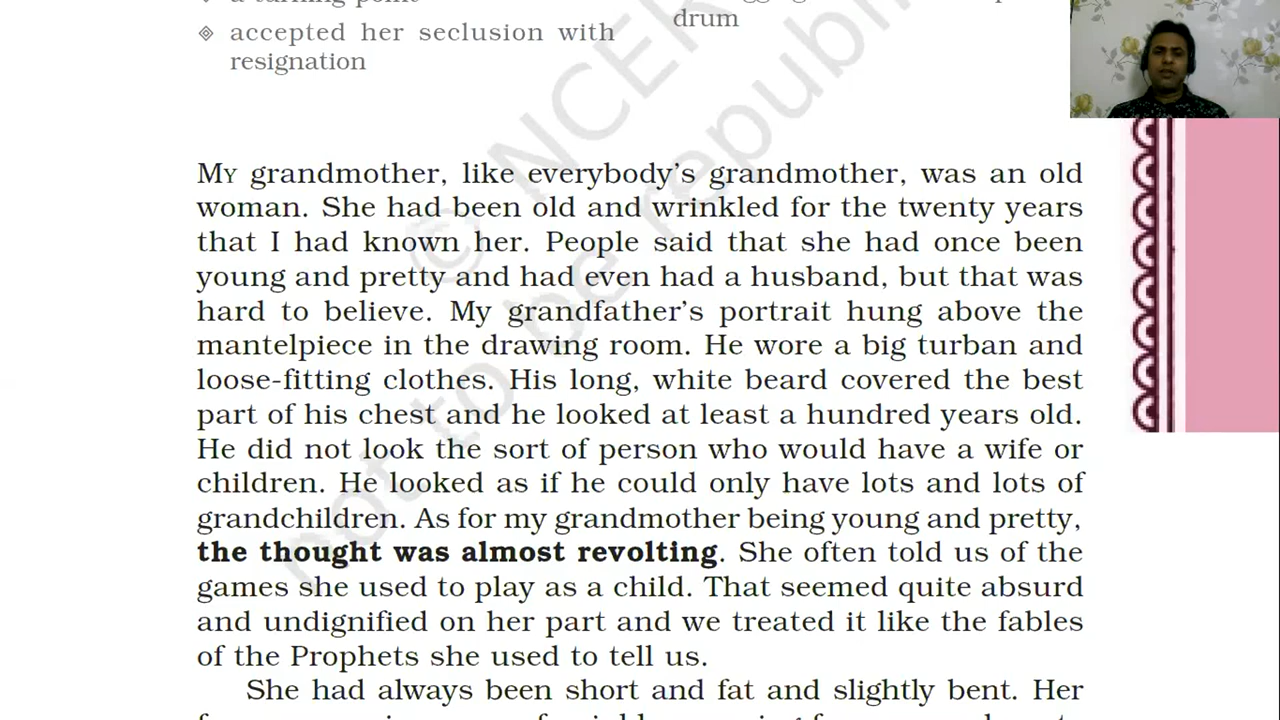 accepted her seclusion with
resignation
drum
© NCER
not to be republi
My grandmother, like everybody's grandmother, was an old
woman. She had been old and wrinkled for the twenty years
that I had known her. People said that she had once been
young and pretty and had even had a husband, but that was
hard to believe. My grandfather's portrait hung above the
mantelpiece in the drawing room. He wore a big turban and
loose-fitting clothes. His long, white beard covered the best
part of his chest and he looked at least a hundred years old.
He did not look the sort of person who would have a wife or
children. He looked as if he could only have lots and lots of
grandchildren. As for my grandmother being young and pretty,
the thought was almost revolting. She often told us of the
games she used to play as a child. That seemed quite absurd
and undignified on her part and we treated it like the fables
of the Prophets she used to tell us.
She had always been short and fat and slightly bent. Her